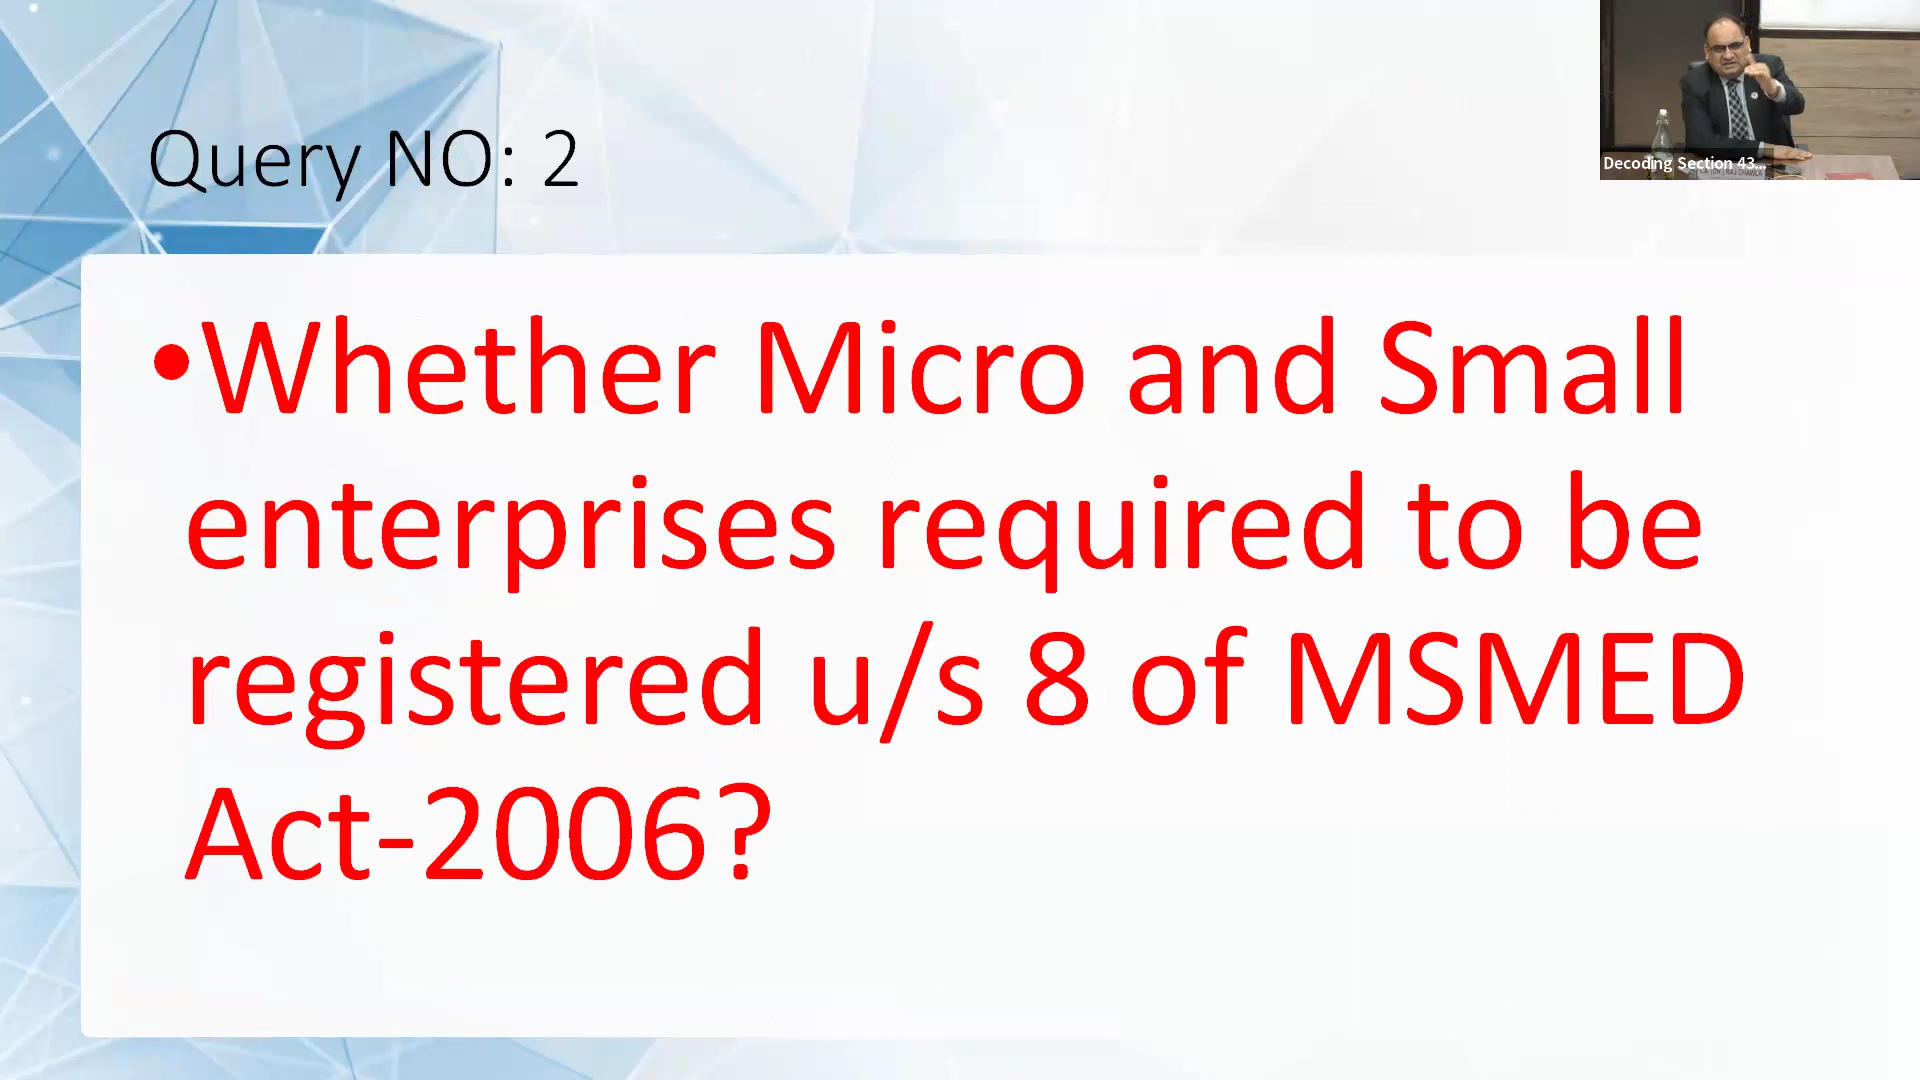 Query NO: 2
Decoding Section 43...
•Whether Micro and Small
enterprises required to be
registered u/s 8 of MSMED
Act-2006?